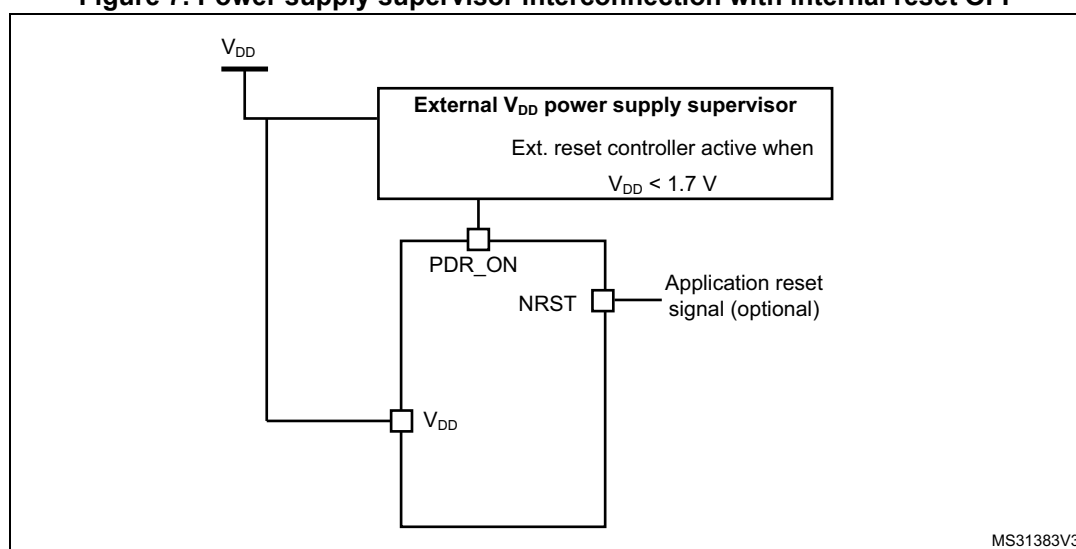 Figure 7. Power supply supervisor interconnection with internal reset OFF
VDD
External VDD power supply supervisor
Ext. reset controller active when
VDD < 1.7 V
PDR_ON
NRST
Application reset
signal (optional)
VDD
MS31383V3